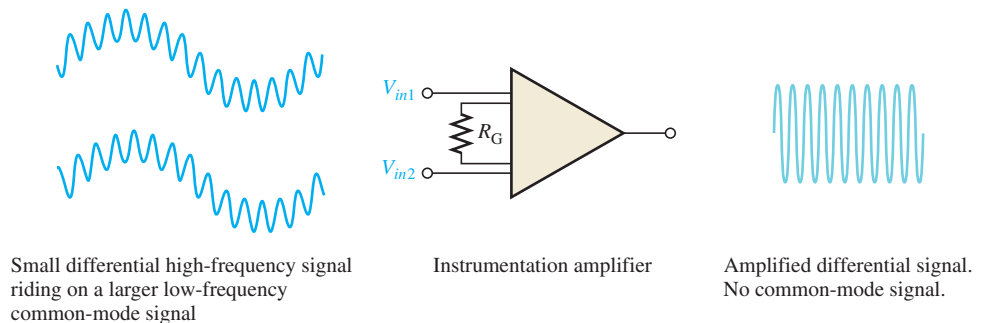 V_in1
R_G
V_in2
Small differential high-frequency signal
riding on a larger low-frequency
common-mode signal
Instrumentation amplifier
Amplified differential signal.
No common-mode signal.